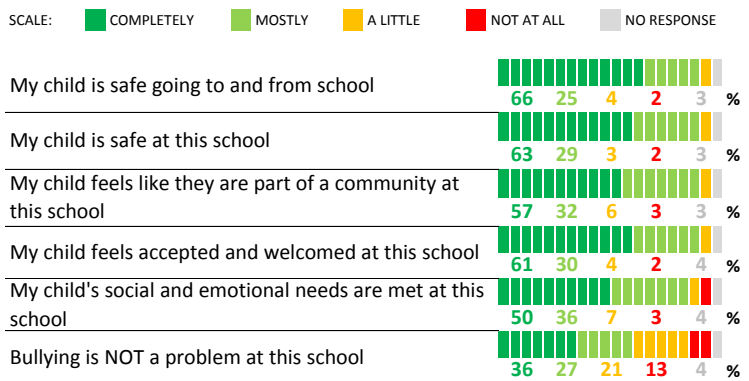 SCALE: COMPLETELY MOSTLY A LITTLE NOT AT ALL NO RESPONSE
My child is safe going to and from school
66 25 4 2 3 %
My child is safe at this school
63 29 3 2 3 %
My child feels like they are part of a community at
this school
57 32 6 3 3 %
My child feels accepted and welcomed at this school
61 30 4 2 4 %
My child's social and emotional needs are met at this
school
50 36 7 3 4 %
Bullying is NOT a problem at this school
36 27 21 13 4 %